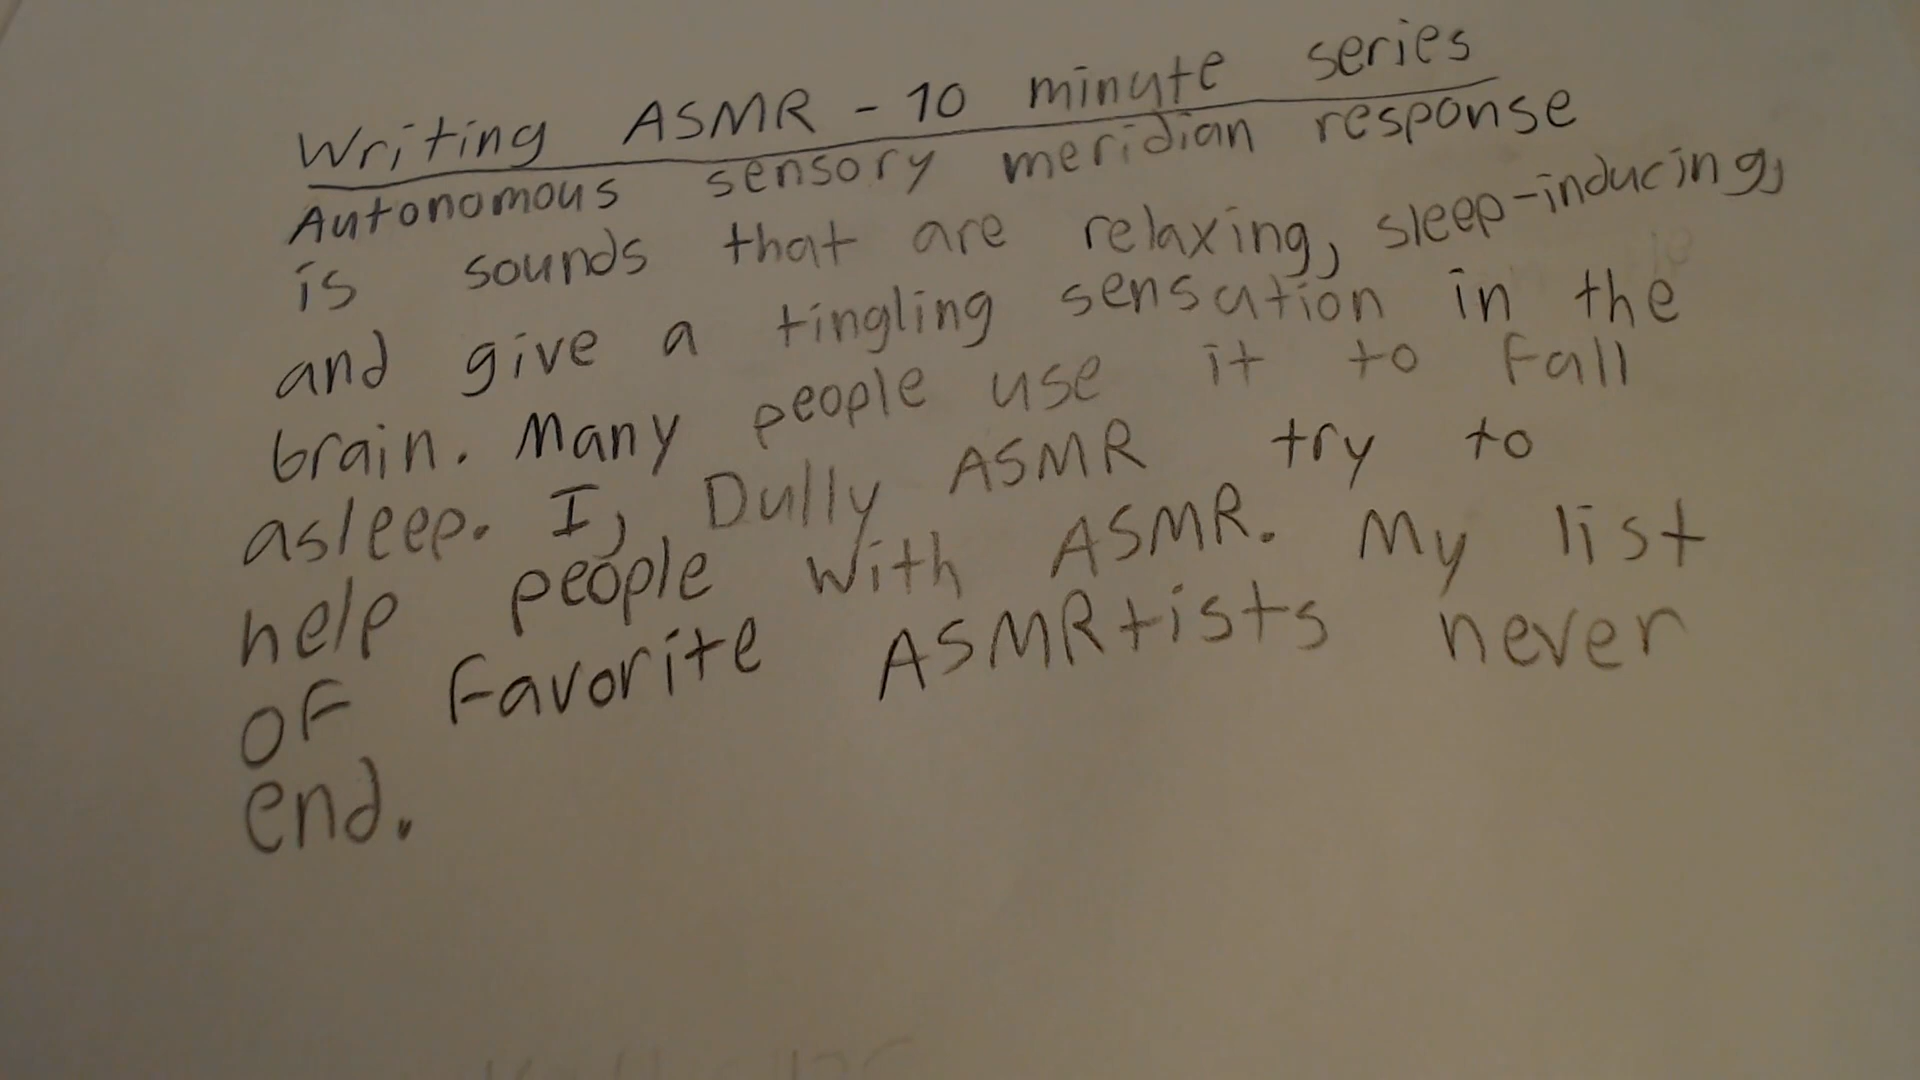 Writing ASMR - 10 minute series
Autonomous sensory meridian response
is sounds that are relaxing, sleep-inducing,
and give a tingling sensation in the
brain. Many people use it to fall
asleep. I, Dully ASMR try to
help people with ASMR. My list
of favorite ASMRtists never
end.